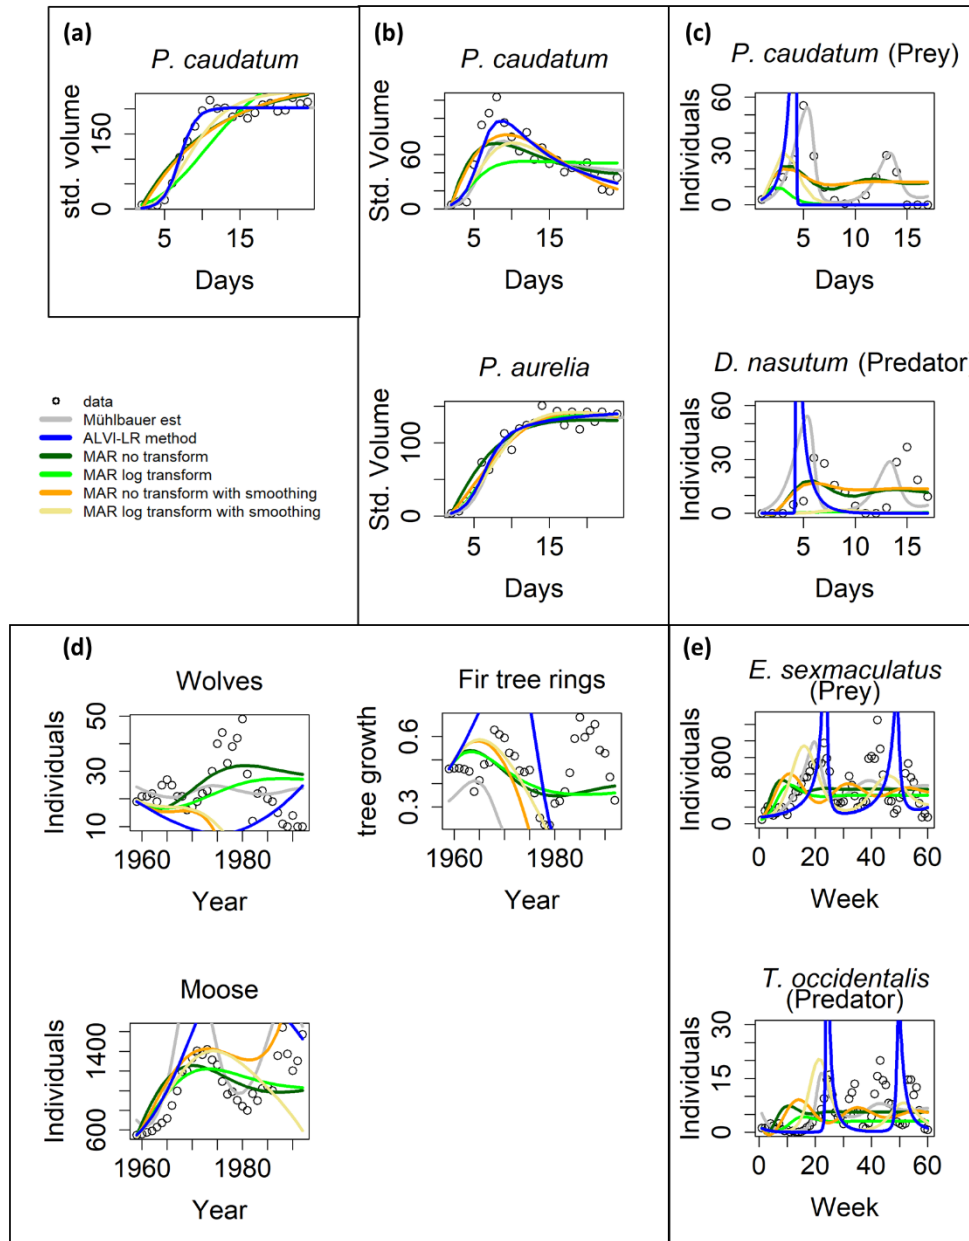 (a)
P. caudatum
std. volume
0
150
5
15
Days
(b)
P. caudatum
Std. volume
0
60
5
15
Days
(c)
P. caudatum (Prey)
Individuals
0
30
60
5
10
15
Days
data
Mühlbauer est
ALVI-LR method
MAR no transform
MAR log transform
MAR no transform with smoothing
MAR log transform with smoothing
P. aurelia
Std. Volume
0
100
5
15
Days
D. nasutum (Predator
Individuals
0
30
60
5
10
15
Days
(d)
Wolves
Individuals
10
30
50
1960
1980
Year
Fir tree rings
tree growth
0.3
0.6
1960
1980
Year
Moose
Individuals
600
1400
1960
1980
Year
(e)
E. sexmaculatus
(Prey)
Individuals
0
800
0
20
40
60
Week
T. occidentalis
(Predator)
Individuals
0
15
30
0
20
40
60
Week